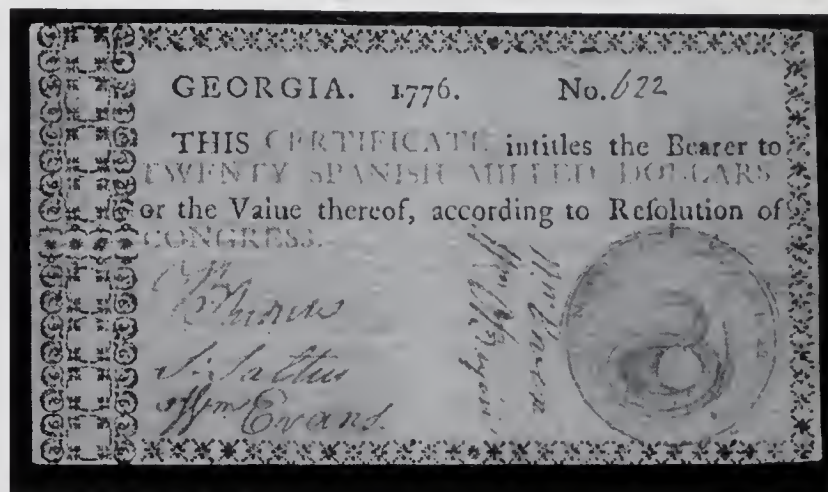 GEORGIA. 1776. No. 622
THIS CERTIFICATE intitles the Bearer to
TWENTY SPANISH MILLED DOLLARS
or the Value thereof, according to Reſolution of
CONGRESS.
Wm Evans.